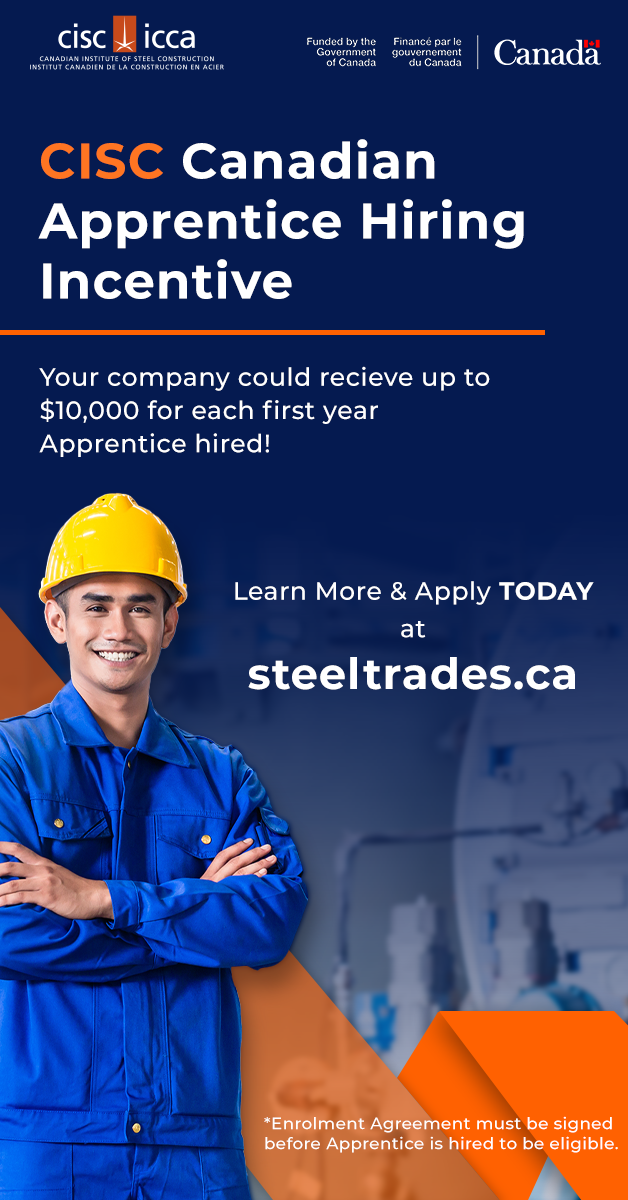 cisc icca
CANADIAN INSTITUTE OF STEEL CONSTRUCTION
INSTITUT CANADIEN DE LA CONSTRUCTION EN ACIER
Funded by the
Government
of Canada
Financé par le
gouvernement
du Canada
Canada
CISC Canadian
Apprentice Hiring
Incentive
Your company could recieve up to
$10,000 for each first year
Apprentice hired!
Learn More & Apply TODAY
at
steeltrades.ca
*Enrolment Agreement must be signed
before Apprentice is hired to be eligible.